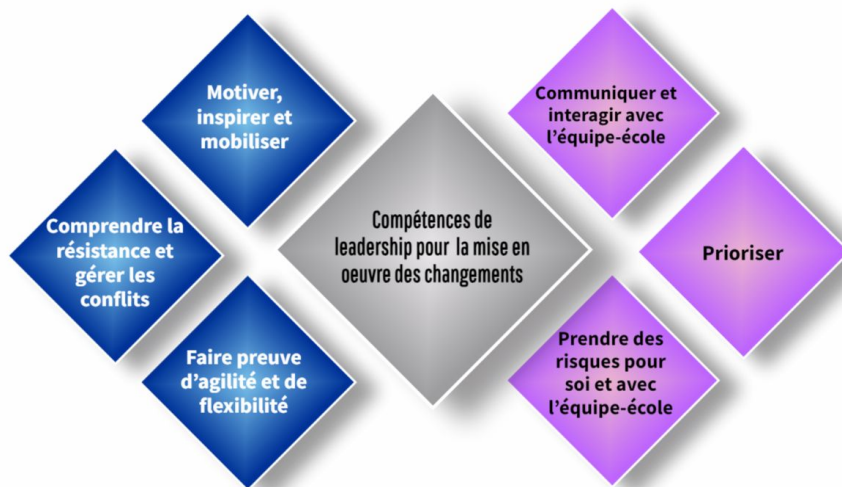 Motiver,
inspirer et
mobiliser
Comprendre la
résistance et
gérer les
conflits
Faire preuve
d'agilité et de
flexibilité
Compétences de
leadership pour la mise en
oeuvre des changements
Communiquer et
interagir avec
l'équipe-école
Prioriser
Prendre des
risques pour
soi et avec
l'équipe-école